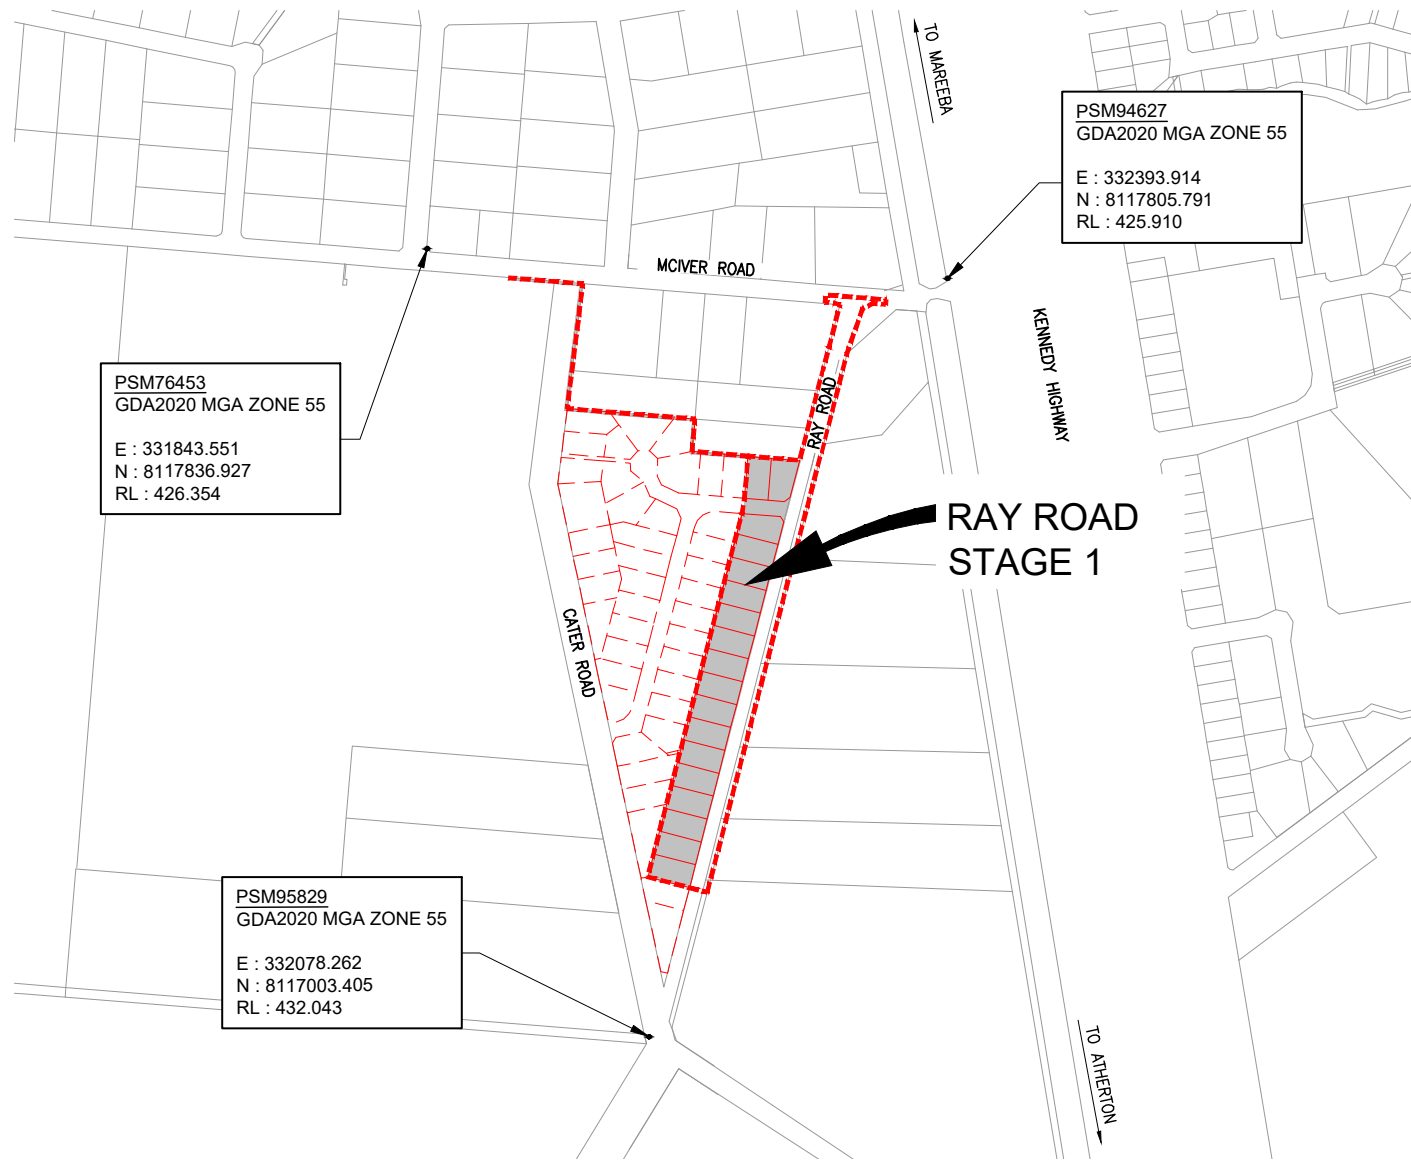 TO MAREEBA
PSM94627
GDA2020 MGA ZONE 55
E : 332393.914
N : 8117805.791
RL : 425.910
MCIVER ROAD
KENNEDY HIGHWAY
PSM76453
GDA2020 MGA ZONE 55
E : 331843.551
N : 8117836.927
RL : 426.354
RAY ROAD
RAY ROAD
STAGE 1
CATER ROAD
PSM95829
GDA2020 MGA ZONE 55
E : 332078.262
N : 8117003.405
RL : 432.043
TO ATHERTON